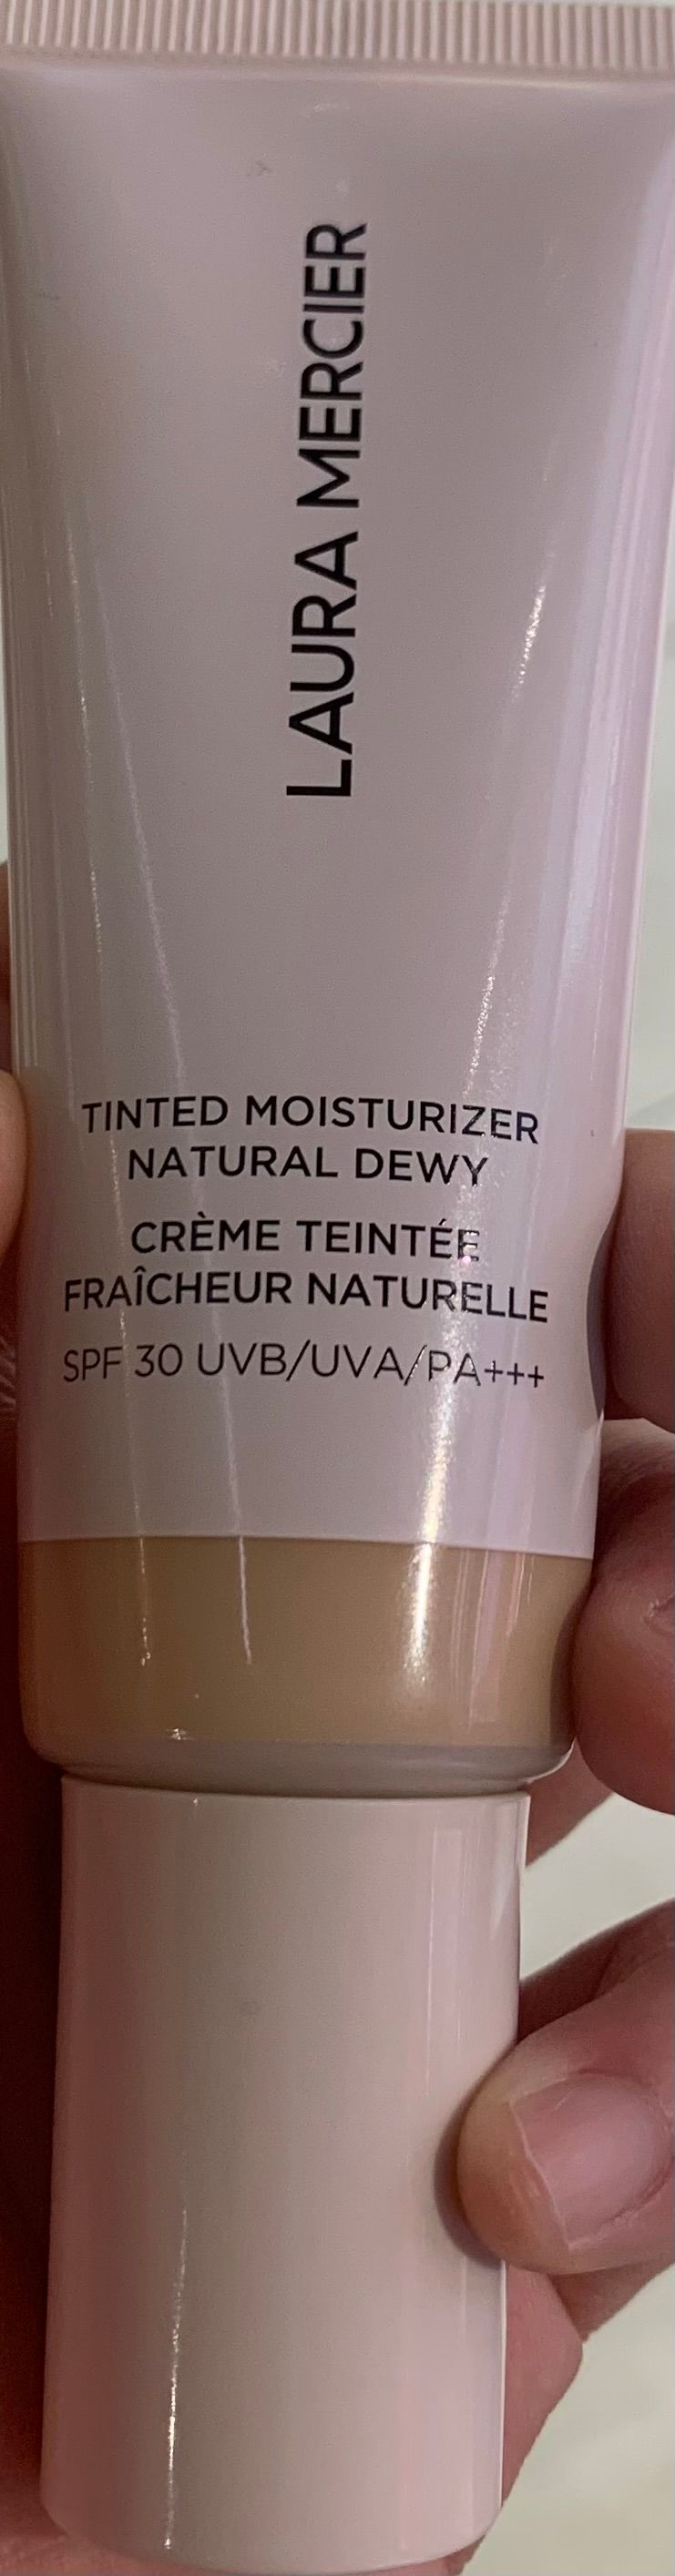 LAURA MERCIER
TINTED MOISTURIZER
NATURAL DEWY
CRÈME TEINTÉE
FRAÎCHEUR NATURELLE
SPF 30 UVB/UVA/PA+++